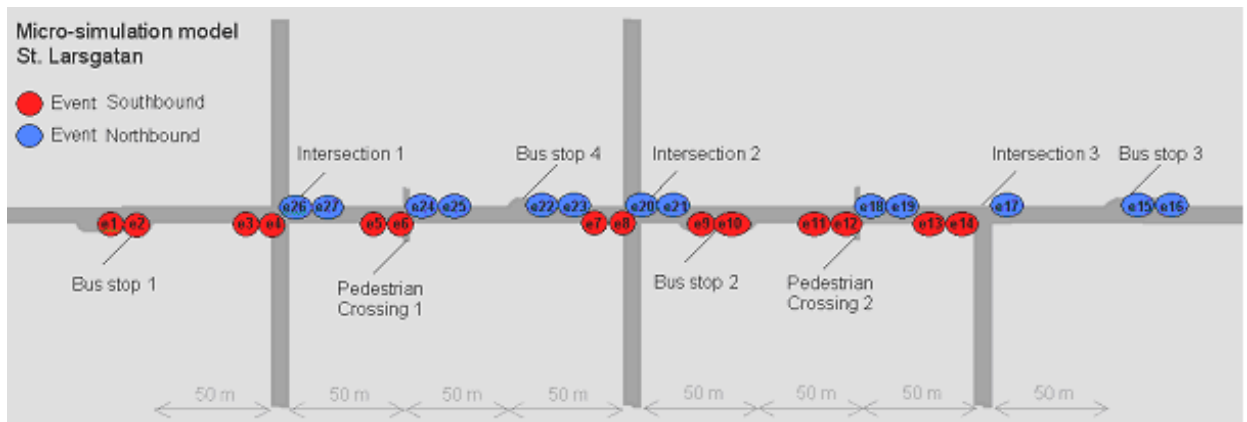 Micro-simulation model
St. Larsgatan
Event Southbound
Event Northbound
Intersection 1
Bus stop 4
Intersection 2
Intersection 3
Bus stop 3
e26 e27
e24 e25
e22 e23
e20 e21
e18 e19
e17
e15 e16
e1 e2
e3 e4
e5 e6
e7 e8
e9 e10
e11 e12
e13 e14
Bus stop 1
Pedestrian
Crossing 1
Bus stop 2
Pedestrian
Crossing 2
50 m 50 m 50 m 50 m 50 m 50 m 50 m 50 m